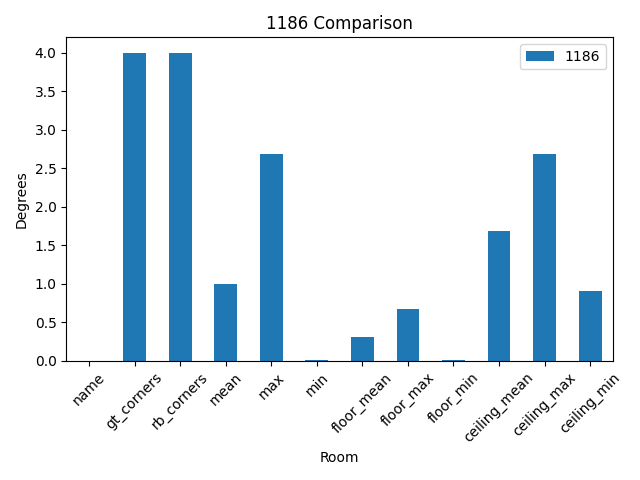 1186 Comparison
1186
Degrees
4.0
3.5
3.0
2.5
2.0
1.5
1.0
0.5
0.0
name
gt_corners
rb_corners
mean
max
min
floor_mean
floor_max
floor_min
ceiling_mean
ceiling_max
ceiling_min
Room